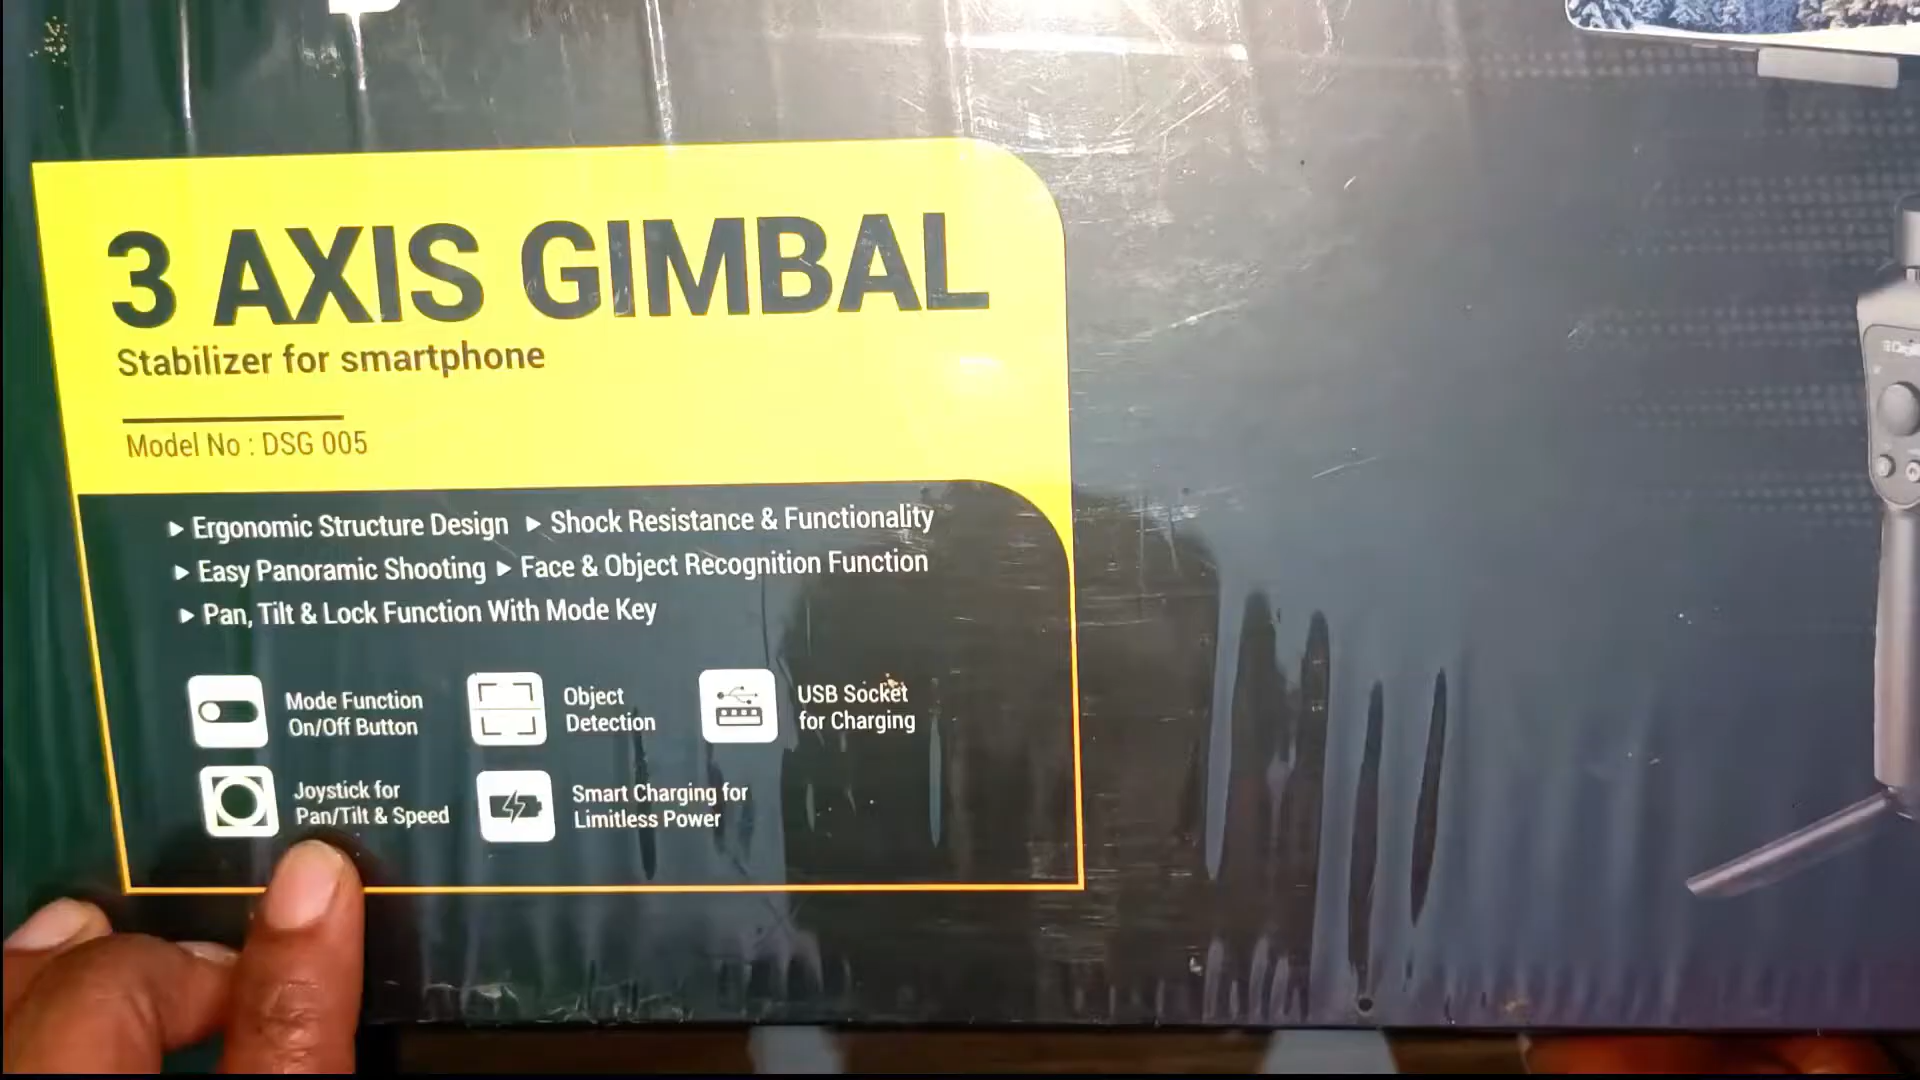 3 AXIS GIMBAL
Stabilizer for smartphone
Model No : DSG 005
▶ Ergonomic Structure Design ▶ Shock Resistance & Functionality
▶ Easy Panoramic Shooting ▶ Face & Object Recognition Function
▶ Pan, Tilt & Lock Function With Mode Key
Mode Function
On/Off Button
Object
Detection
USB Socket
for Charging
Joystick for
Pan/Tilt & Speed
Smart Charging for
Limitless Power